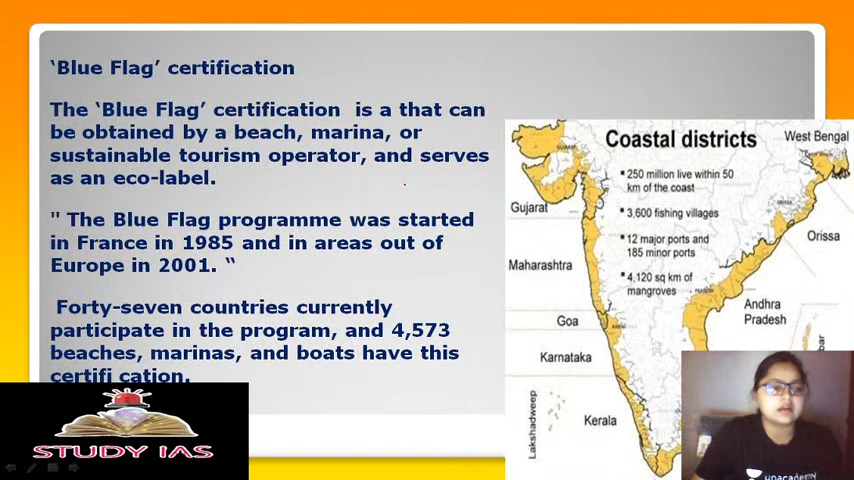 ‘Blue Flag’ certification
The ‘Blue Flag’ certification is a that can
be obtained by a beach, marina, or
sustainable tourism operator, and serves
as an eco-label.
" The Blue Flag programme was started
in France in 1985 and in areas out of
Europe in 2001. “
Forty-seven countries currently
participate in the program, and 4,573
beaches, marinas, and boats have this
certifi cation.
Coastal districts
250 million live within 50
km of the coast
3,600 fishing villages
12 major ports and
185 minor ports
4,120 sq km of
mangroves
West Bengal
Gujarat
Orissa
Maharashtra
Andhra
Pradesh
Goa
Karnataka
Kerala
Lakshadweep
STUDY IAS
unacademy